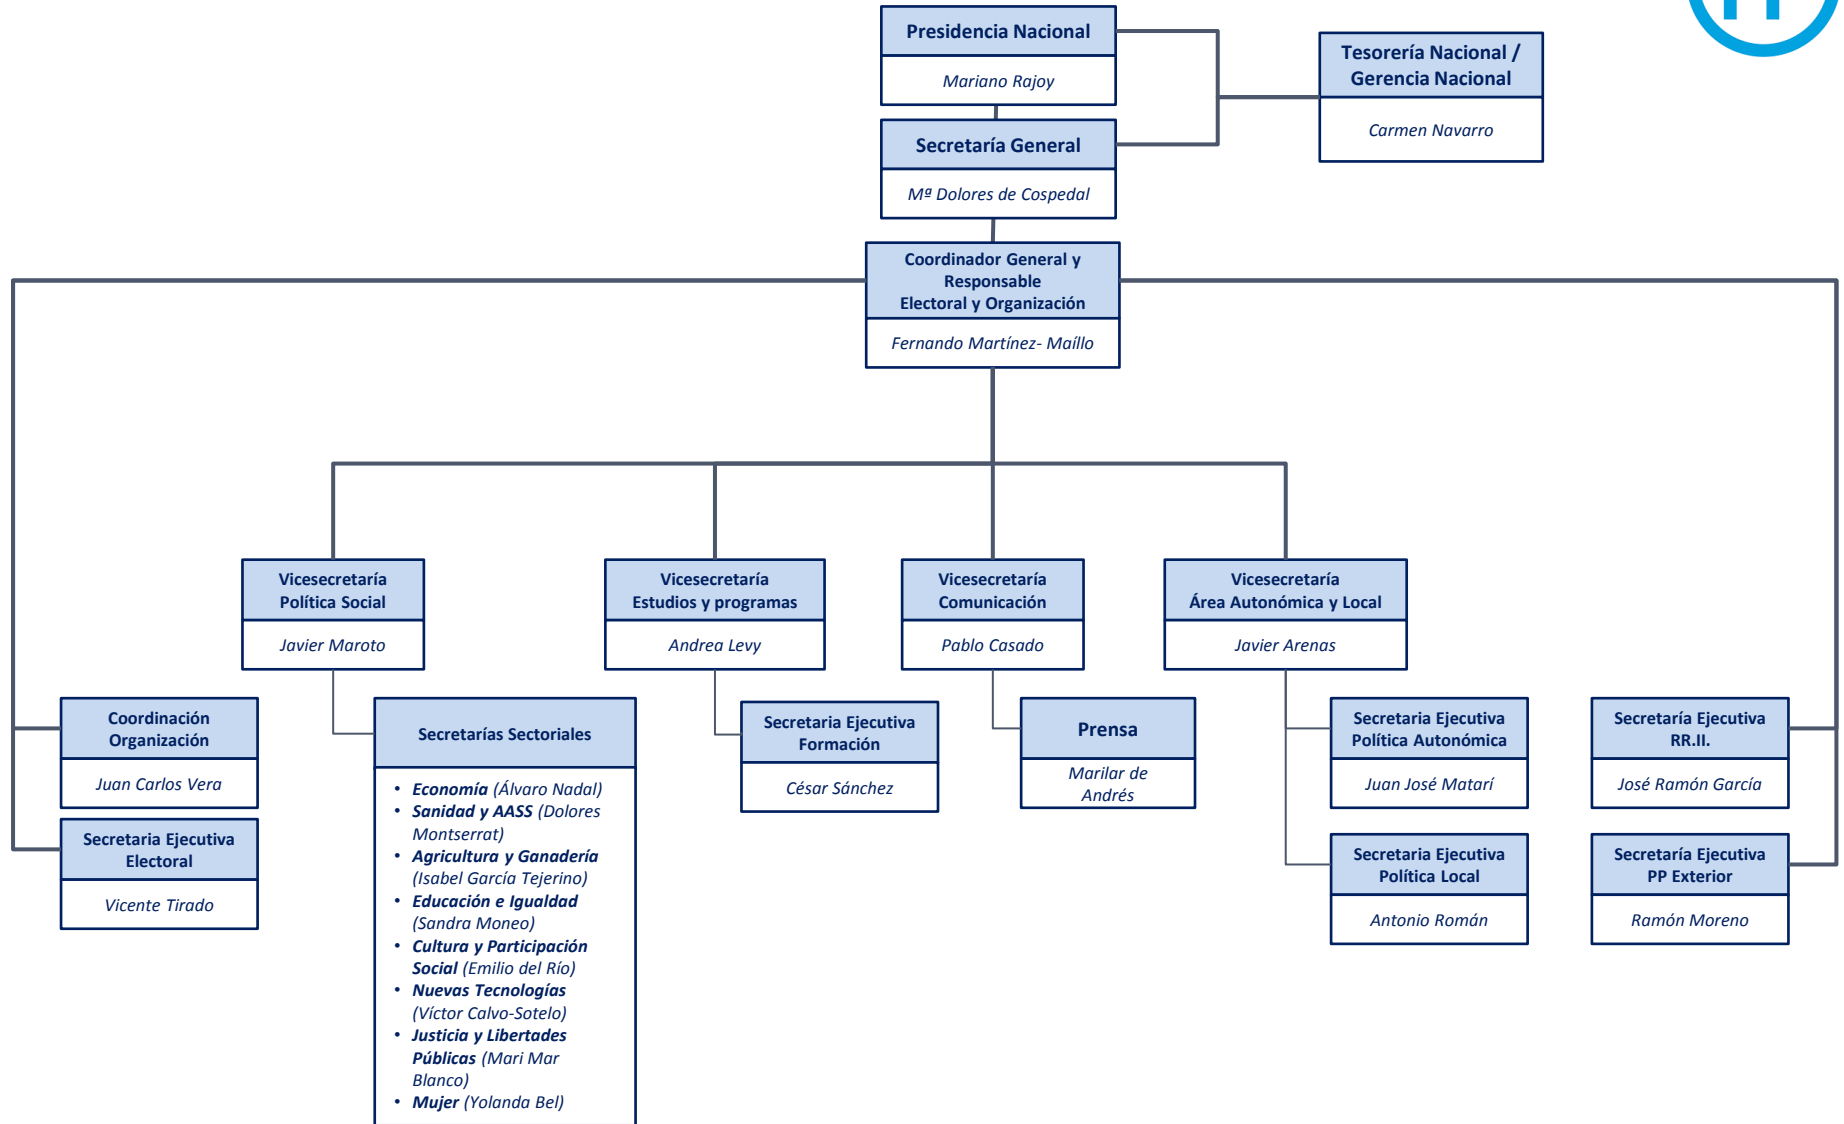 Presidencia Nacional
Mariano Rajoy
Tesorería Nacional /
Gerencia Nacional
Carmen Navarro
Secretaría General
Mª Dolores de Cospedal
Coordinador General y
Responsable
Electoral y Organización
Fernando Martínez- Maíllo
Vicesecretaría
Política Social
Javier Maroto
Vicesecretaría
Estudios y programas
Andrea Levy
Vicesecretaría
Comunicación
Pablo Casado
Vicesecretaría
Área Autonómica y Local
Javier Arenas
Coordinación
Organización
Juan Carlos Vera
Secretaria Ejecutiva
Electoral
Vicente Tirado
Secretarías Sectoriales
• Economía (Álvaro Nadal)
• Sanidad y AASS (Dolores
Montserrat)
• Agricultura y Ganadería
(Isabel García Tejerino)
• Educación e Igualdad
(Sandra Moneo)
• Cultura y Participación
Social (Emilio del Río)
• Nuevas Tecnologías
(Víctor Calvo-Sotelo)
• Justicia y Libertades
Públicas (Mari Mar
Blanco)
• Mujer (Yolanda Bel)
Secretaria Ejecutiva
Formación
César Sánchez
Prensa
Marilar de
Andrés
Secretaria Ejecutiva
Política Autonómica
Juan José Matarí
Secretaria Ejecutiva
Política Local
Antonio Román
Secretaría Ejecutiva
RR.II.
José Ramón García
Secretaría Ejecutiva
PP Exterior
Ramón Moreno